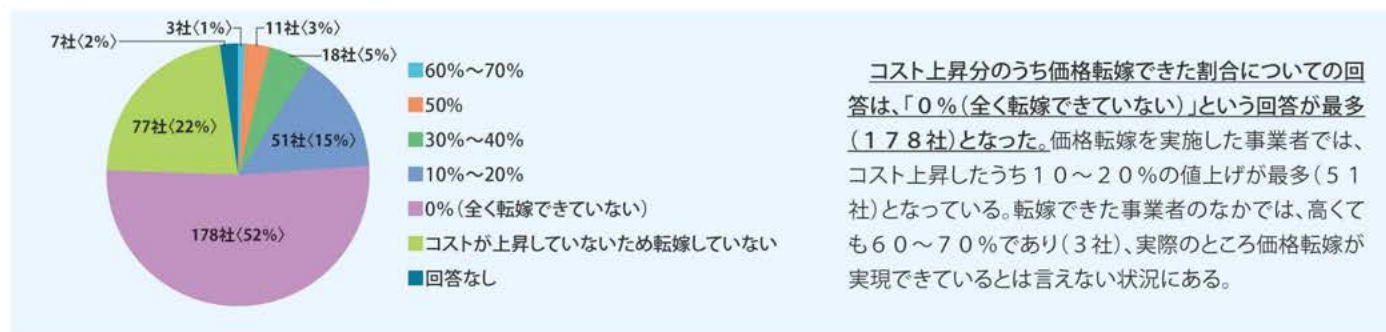 3社〈1%〉
11社〈3%〉
7社〈2%〉
18社〈5%〉
77社〈22%〉
51社〈15%〉
178社〈52%〉
60%〜70%
50%
30%〜40%
10%〜20%
0%(全く転嫁できていない)
コストが上昇していないため転嫁していない
回答なし
コスト上昇分のうち価格転嫁できた割合についての回
答は、「0%(全く転嫁できていない)」という回答が最多
(178社)となった。価格転嫁を実施した事業者では、
コスト上昇したうち10〜20%の値上げが最多(51
社)となっている。転嫁できた事業者のなかでは、高くて
も60〜70%であり(3社)、実際のところ価格転嫁が
実現できているとは言えない状況にある。